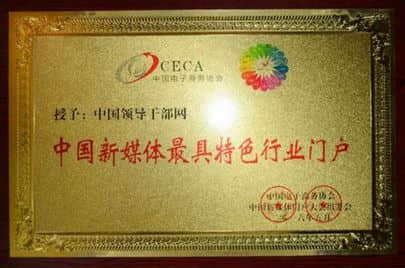 CECA
中国电子商务协会
授予：中国领导干部网
中国新媒体最具特色行业门户
中国电子商务协会